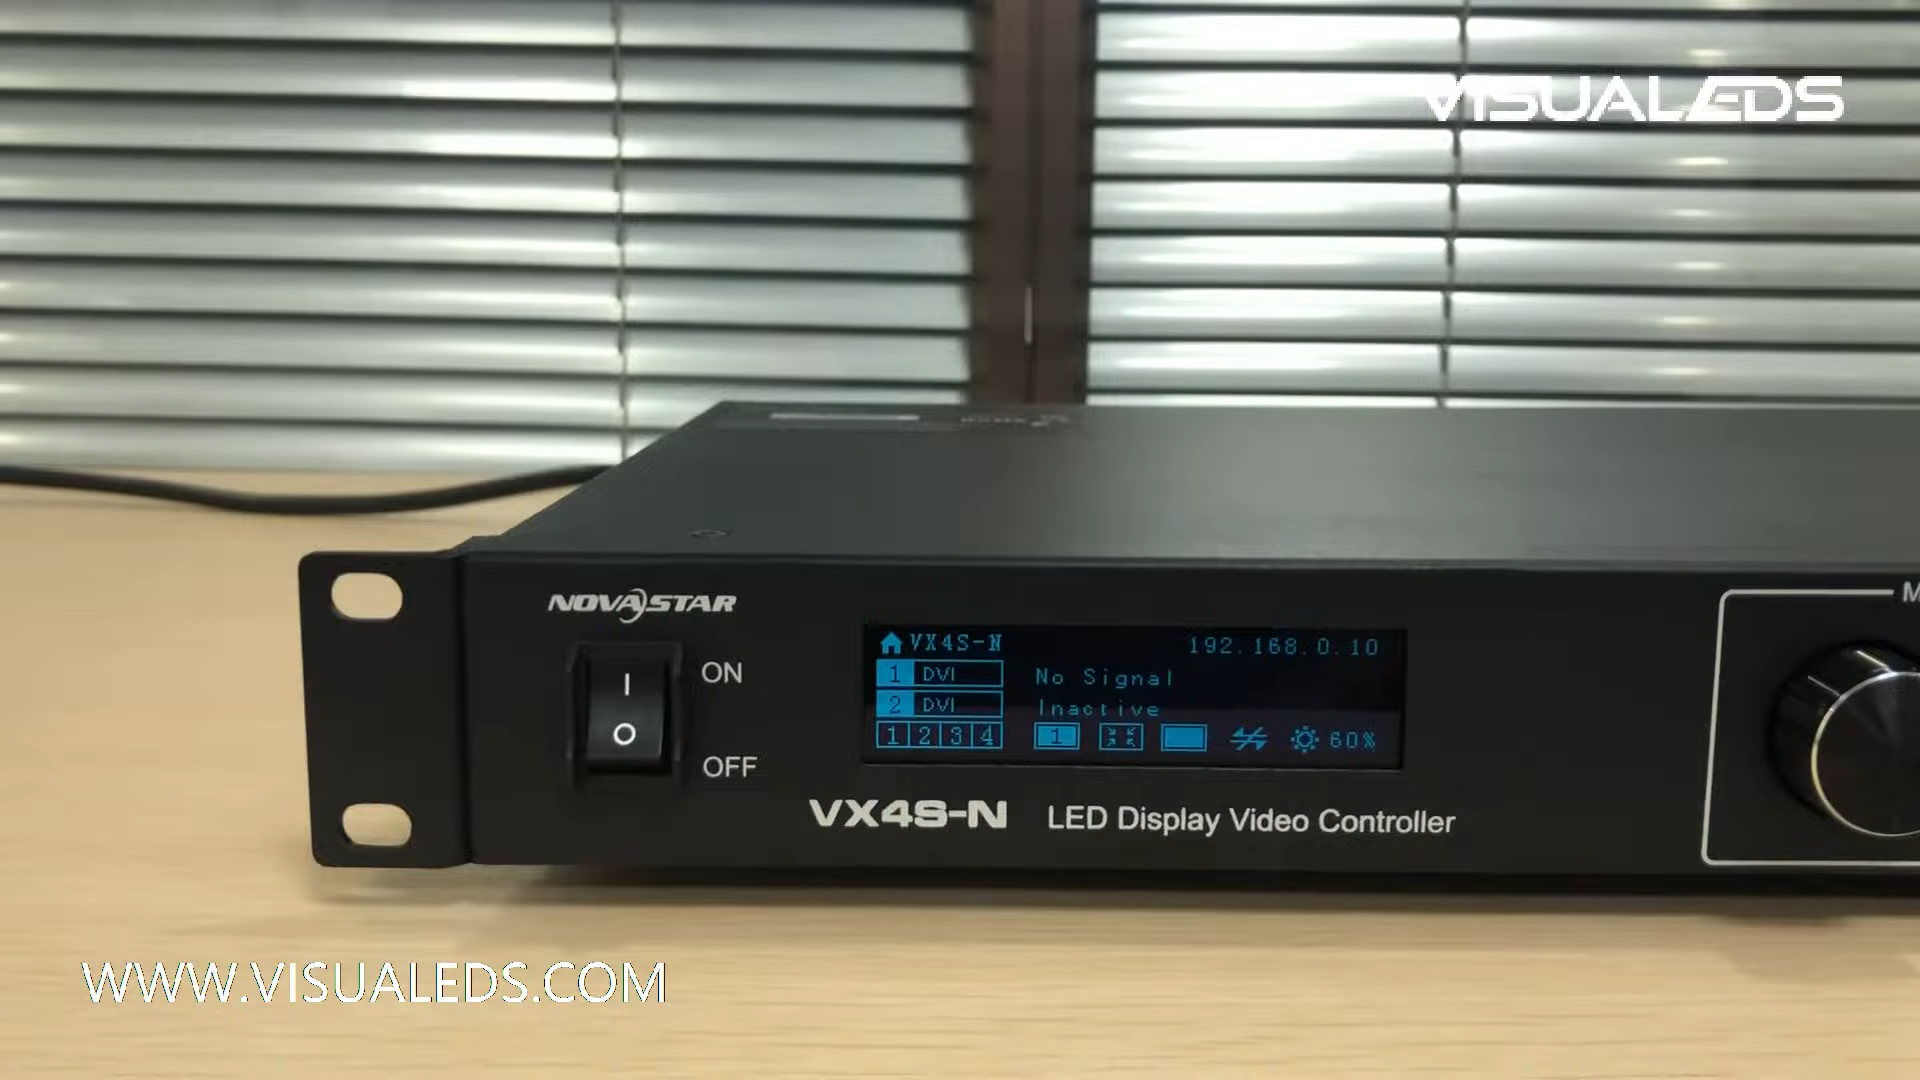 VISUALEDS
NOVASTAR
ON
OFF
VX4S-N
192.168.0.10
1 DVI
No Signal
2 DVI
Inactive
1 2 3 4
1
60%
VX4S-N LED Display Video Controller
M
WWW.VISUALEDS.COM